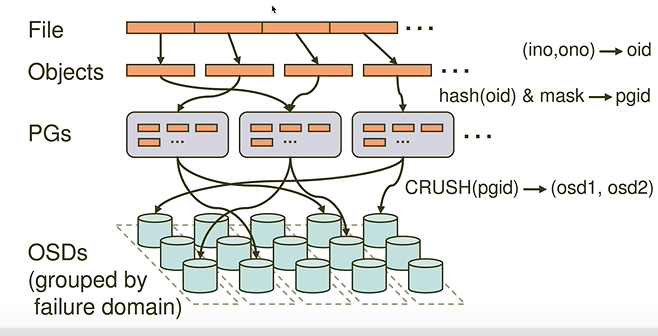 File
(ino,ono) → oid
Objects
hash(oid) & mask → pgid
PGs
CRUSH(pgid) → (osd1, osd2)
OSDs
(grouped by
failure domain)